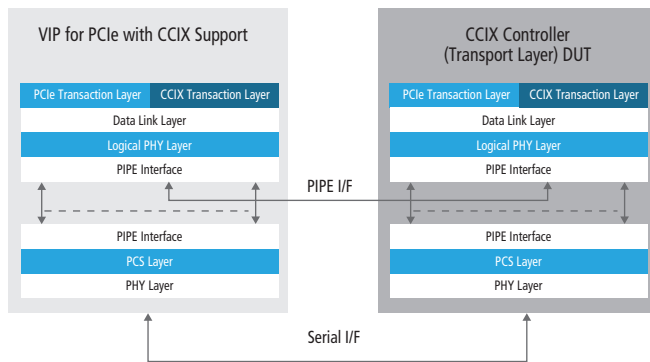 VIP for PCIe with CCIX Support
PCIe Transaction Layer
CCIX Transaction Layer
Data Link Layer
Logical PHY Layer
PIPE Interface
PIPE Interface
PCS Layer
PHY Layer
PIPE I/F
Serial I/F
CCIX Controller
(Transport Layer) DUT
PCIe Transaction Layer
CCIX Transaction Layer
Data Link Layer
Logical PHY Layer
PIPE Interface
PIPE Interface
PCS Layer
PHY Layer